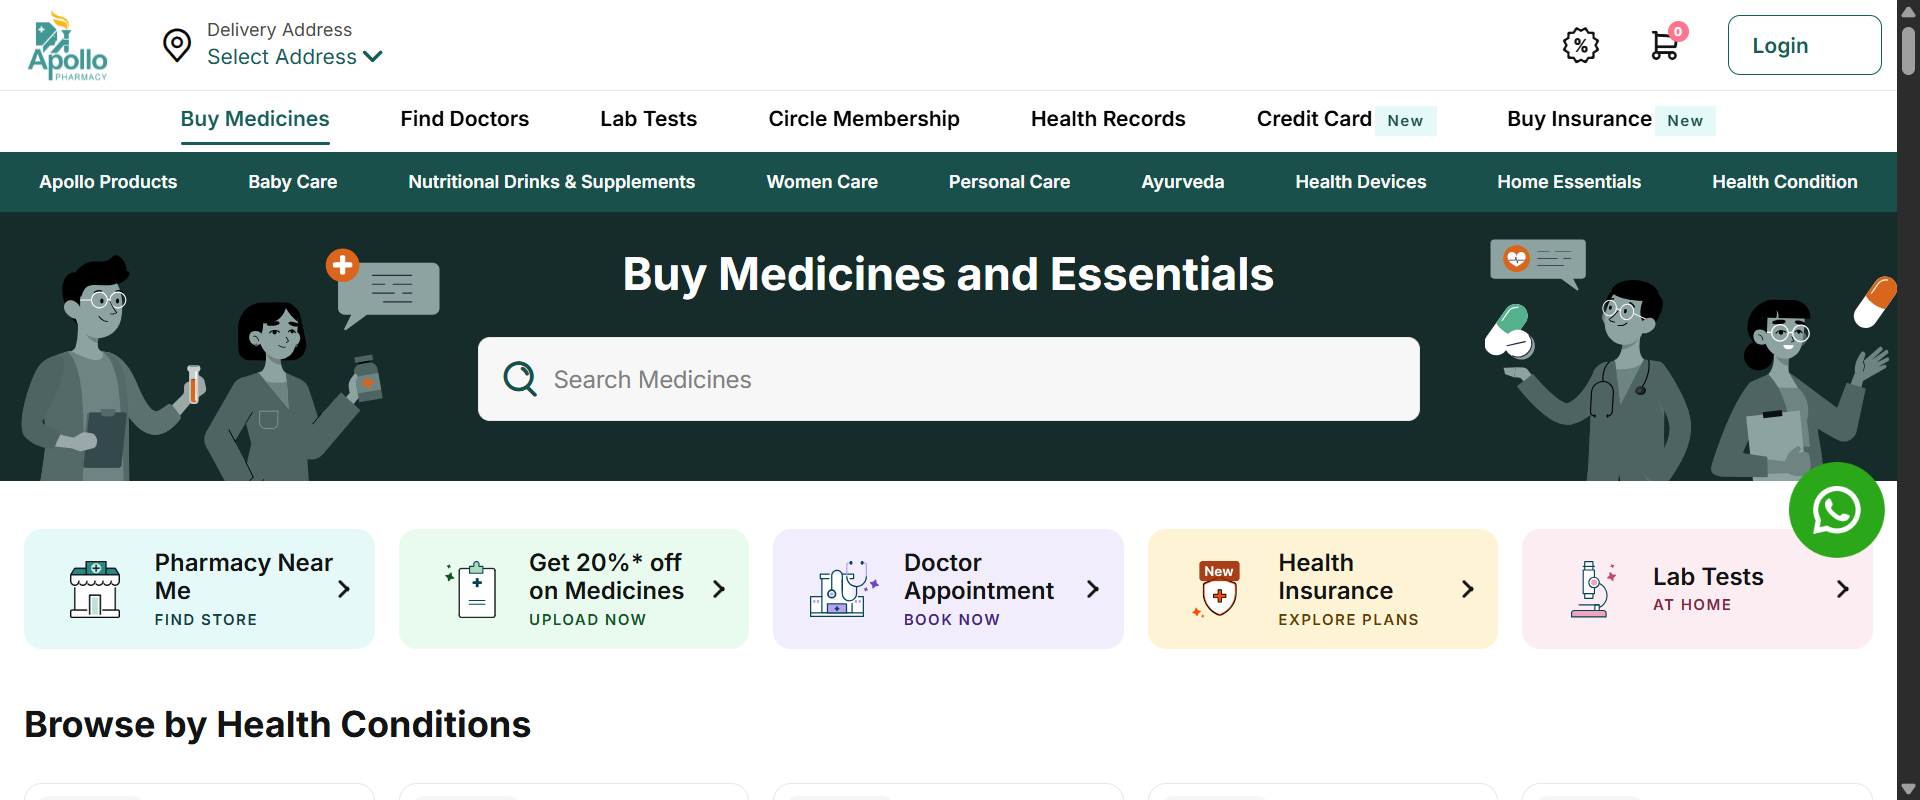 Apollo
PHARMACY
Delivery Address
Select Address
%
0
Login
Buy Medicines
Find Doctors
Lab Tests
Circle Membership
Health Records
Credit Card New
Buy Insurance New
Apollo Products
Baby Care
Nutritional Drinks & Supplements
Women Care
Personal Care
Ayurveda
Health Devices
Home Essentials
Health Condition
Buy Medicines and Essentials
Search Medicines
Pharmacy Near
Me
FIND STORE
Get 20%* off
on Medicines
UPLOAD NOW
Doctor
Appointment
BOOK NOW
New
Health
Insurance
EXPLORE PLANS
Lab Tests
AT HOME
Browse by Health Conditions